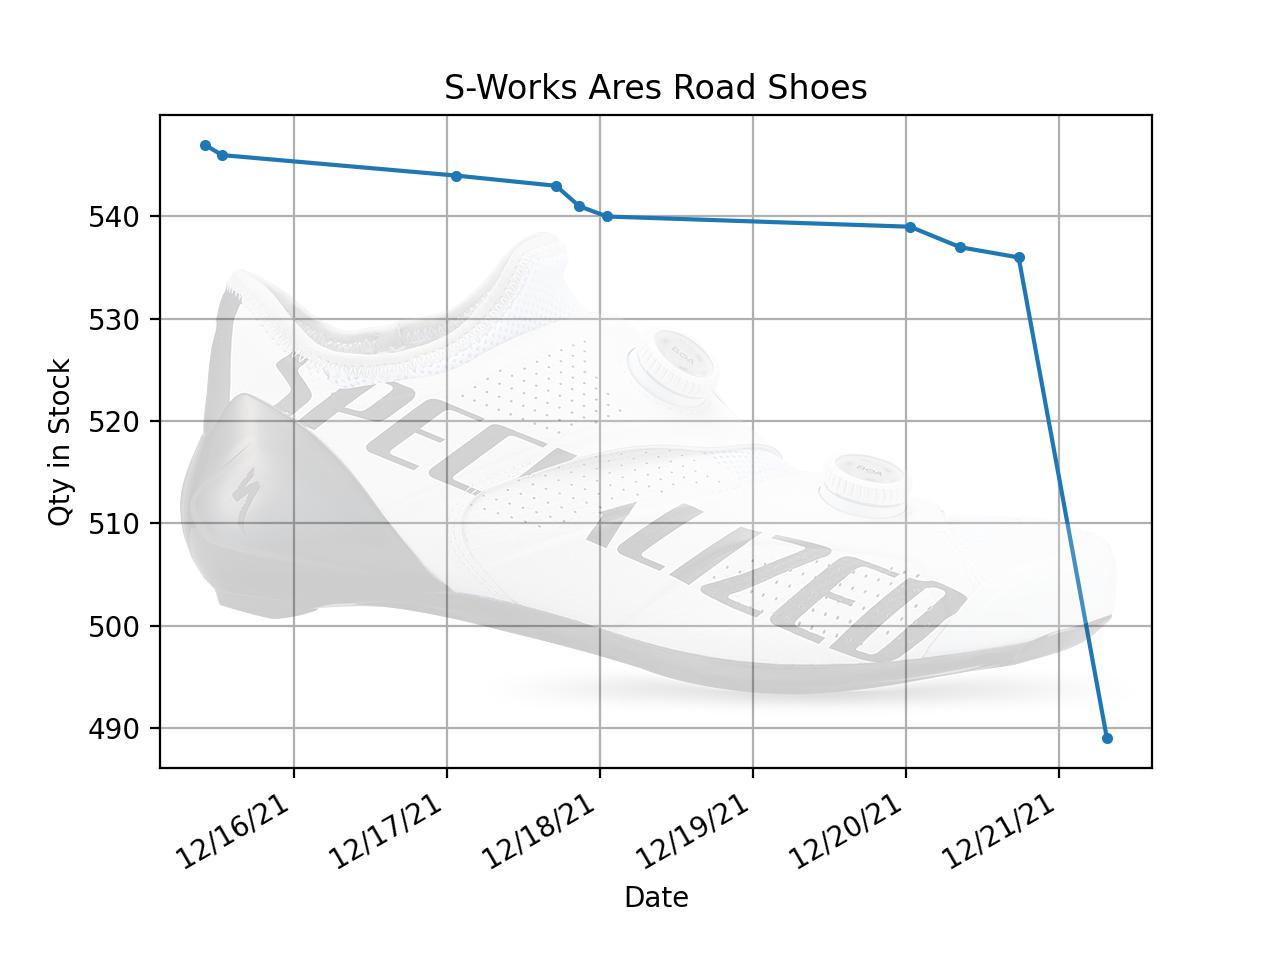 S-Works Ares Road Shoes
Qty in Stock
540
530
520
510
500
490
BOA
BOA
SPECIALIZED
12/16/21
12/17/21
12/18/21
12/19/21
12/20/21
12/21/21
Date